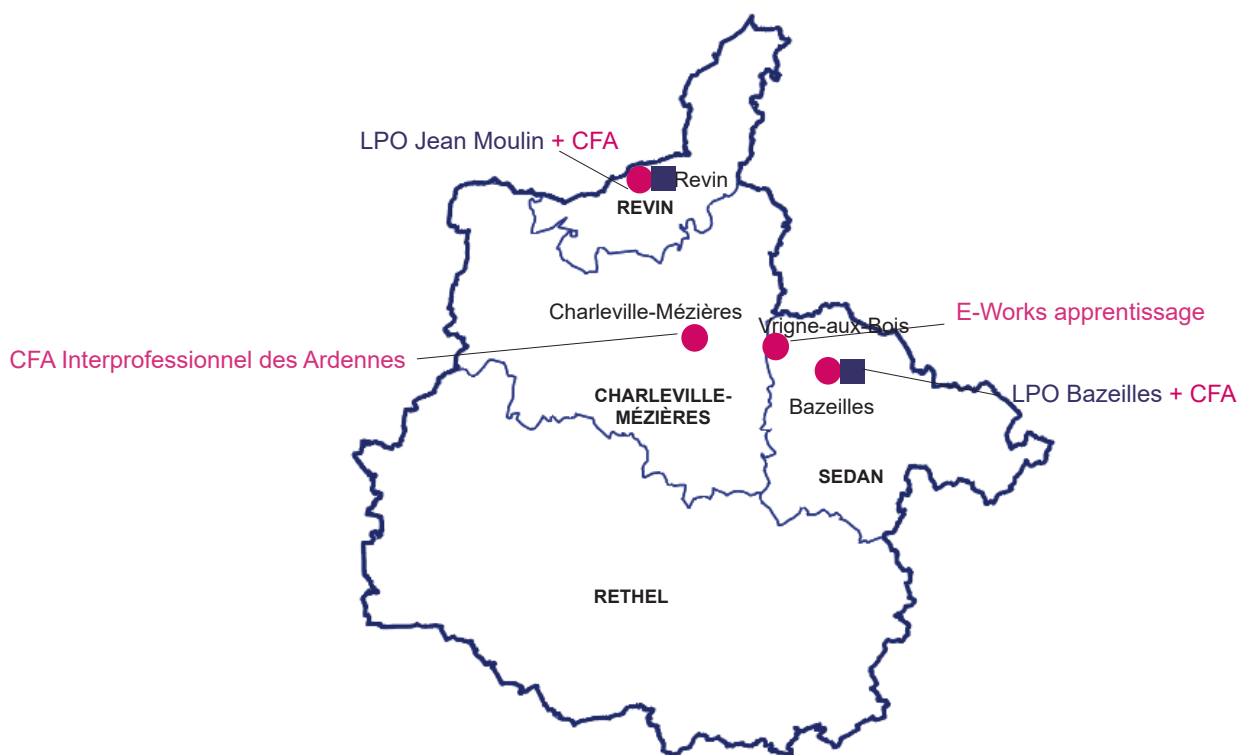 LPO Jean Moulin + CFA
Revin
REVIN
Charleville-Mézières
E-Works apprentissage
Vrigne-aux-Bois
CFA Interprofessionnel des Ardennes
LPO Bazeilles + CFA
CHARLEVILLE-
MÉZIÈRES
Bazeilles
SEDAN
RETHEL